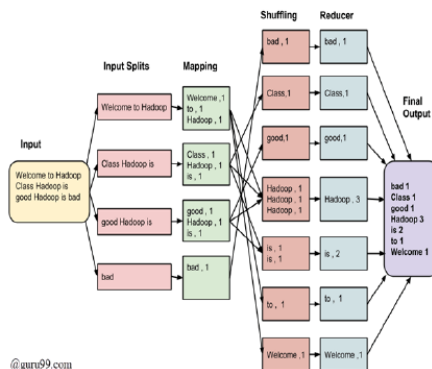 Input
Welcome to Hadoop
Class Hadoop is
good Hadoop is bad
Input Splits
Welcome to Hadoop
Class Hadoop is
good Hadoop is
bad
Mapping
Welcome ,1
to , 1
Hadoop , 1
Class , 1
Hadoop , 1
is , 1
good , 1
Hadoop , 1
is , 1
bad , 1
Shuffling
bad , 1
Class,1
good,1
Hadoop , 1
Hadoop , 1
Hadoop , 1
is , 1
is , 1
to , 1
Welcome ,1
Reducer
bad , 1
Class,1
good,1
Hadoop , 3
is , 2
to , 1
Welcome ,1
Final
Output
bad 1
Class 1
good 1
Hadoop 3
is 2
to 1
Welcome 1
@guru99.com